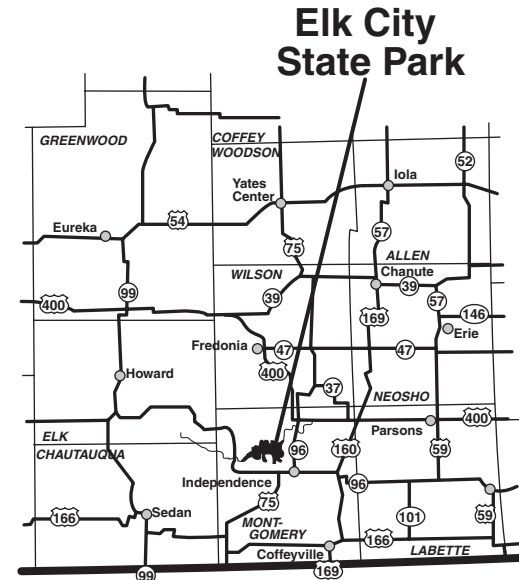 Elk City
State Park
GREENWOOD
COFFEY
WOODSON
52
Yates
Center
Iola
54
Eureka
57
75
ALLEN
WILSON
Chanute
99
39
39
57
400
169
146
Erie
Fredonia
47
47
400
Howard
37
NEOSHO
400
Parsons
ELK
CHAUTAUQUA
96
160
59
Independence
96
75
166
Sedan
101
59
MONT-
GOMERY
166
Coffeyville
LABETTE
99
169